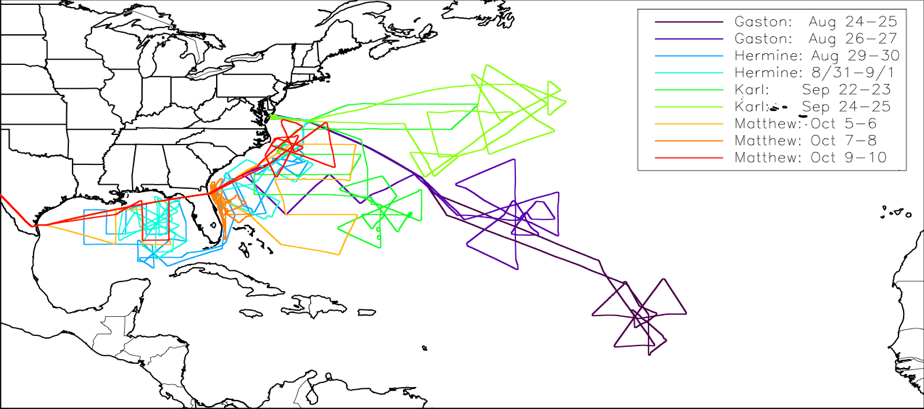 Gaston: Aug 24-25
Gaston: Aug 26-27
Hermine: Aug 29-30
Hermine: 8/31-9/1
Karl: Sep 22-23
Karl: Sep 24-25
Matthew: Oct 5-6
Matthew: Oct 7-8
Matthew: Oct 9-10